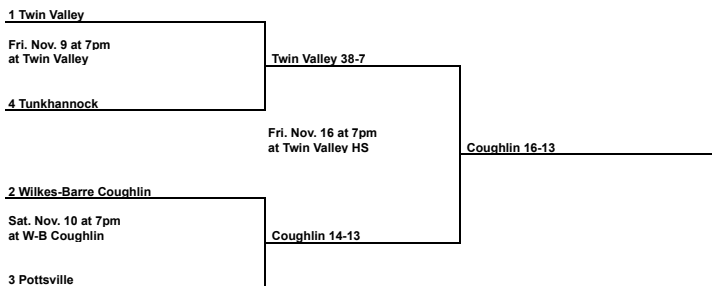 1 Twin Valley
Fri. Nov. 9 at 7pm
at Twin Valley
Twin Valley 38-7
4 Tunkhannock
Fri. Nov. 16 at 7pm
at Twin Valley HS
Coughlin 16-13
2 Wilkes-Barre Coughlin
Sat. Nov. 10 at 7pm
at W-B Coughlin
Coughlin 14-13
3 Pottsville